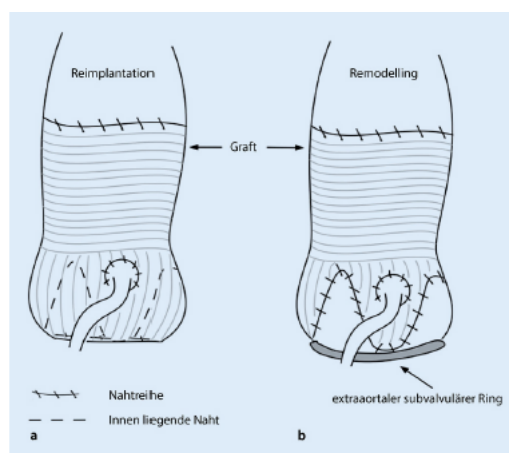 Reimplantation
Remodelling
Graft
Nahtreihe
Innen liegende Naht
extraaortaler subvalvulärer Ring
a
b